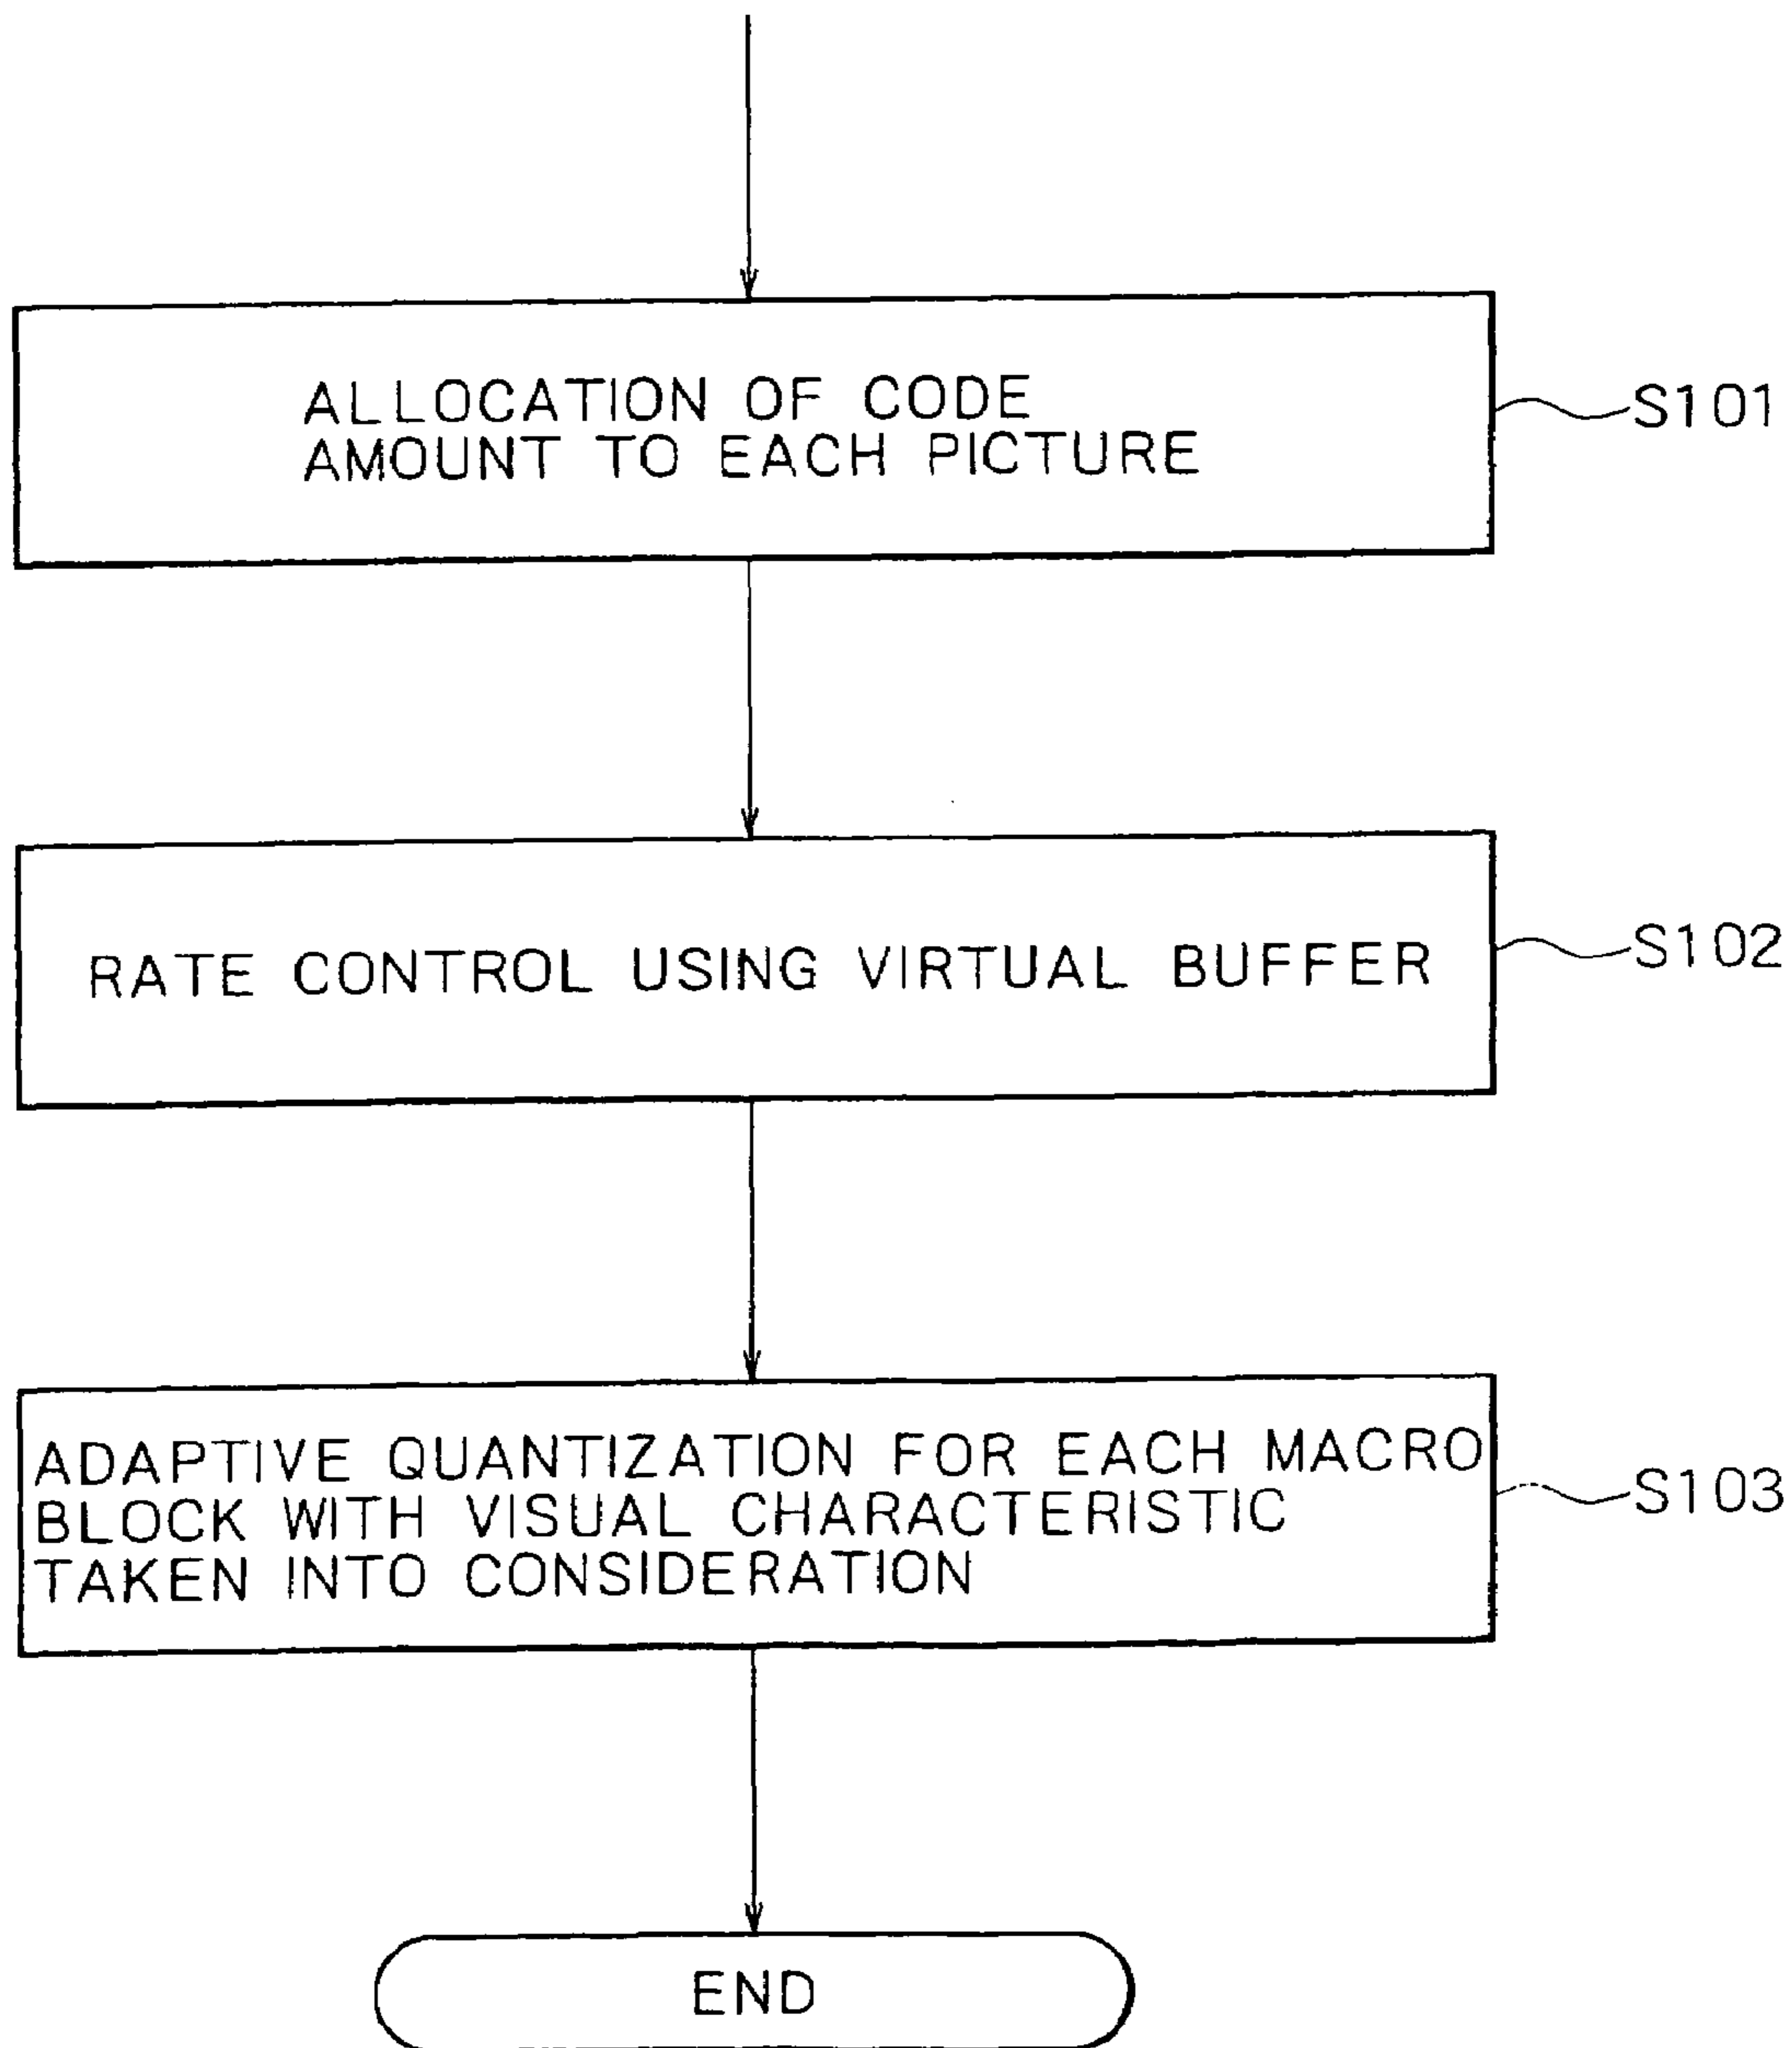 ALLOCATION OF CODE
AMOUNT TO EACH PICTURE
S101
RATE CONTROL USING VIRTUAL BUFFER
S102
ADAPTIVE QUANTIZATION FOR EACH MACRO
BLOCK WITH VISUAL CHARACTERISTIC
TAKEN INTO CONSIDERATION
S103
END